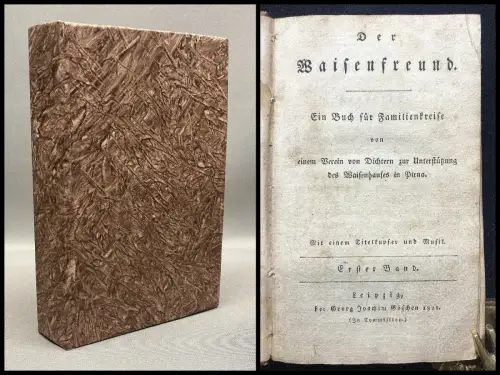 Der
Waisenfreund.
Ein Buch für Familienkreise
von
einem Verein von Dichtern zur Unterstützung
des Waisenhauses in Pirna.
Mit einem Titelkupfer und Musik.
Erster Band.
Leipzig,
bei Georg Joachim Göschen
(In Commission.)